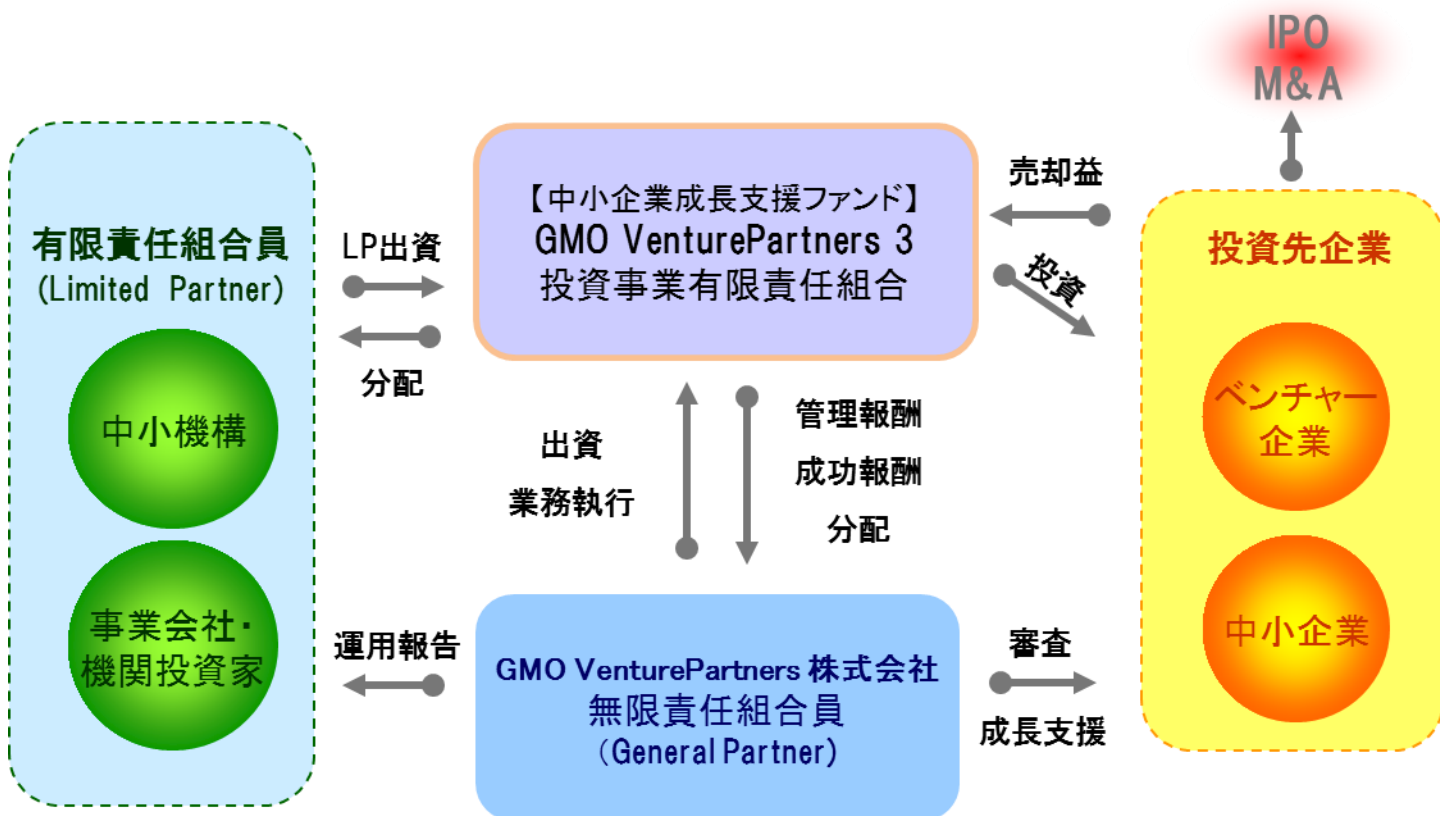 IPO
M&A
有限責任組合員
(Limited Partner)
中小機構
事業会社・
機関投資家
LP出資
分配
運用報告
【中小企業成長支援ファンド】
GMO VenturePartners 3
投資事業有限責任組合
出資
業務執行
管理報酬
成功報酬
分配
GMO VenturePartners 株式会社
無限責任組合員
(General Partner)
売却益
投資
審査
成長支援
投資先企業
ベンチャー
企業
中小企業